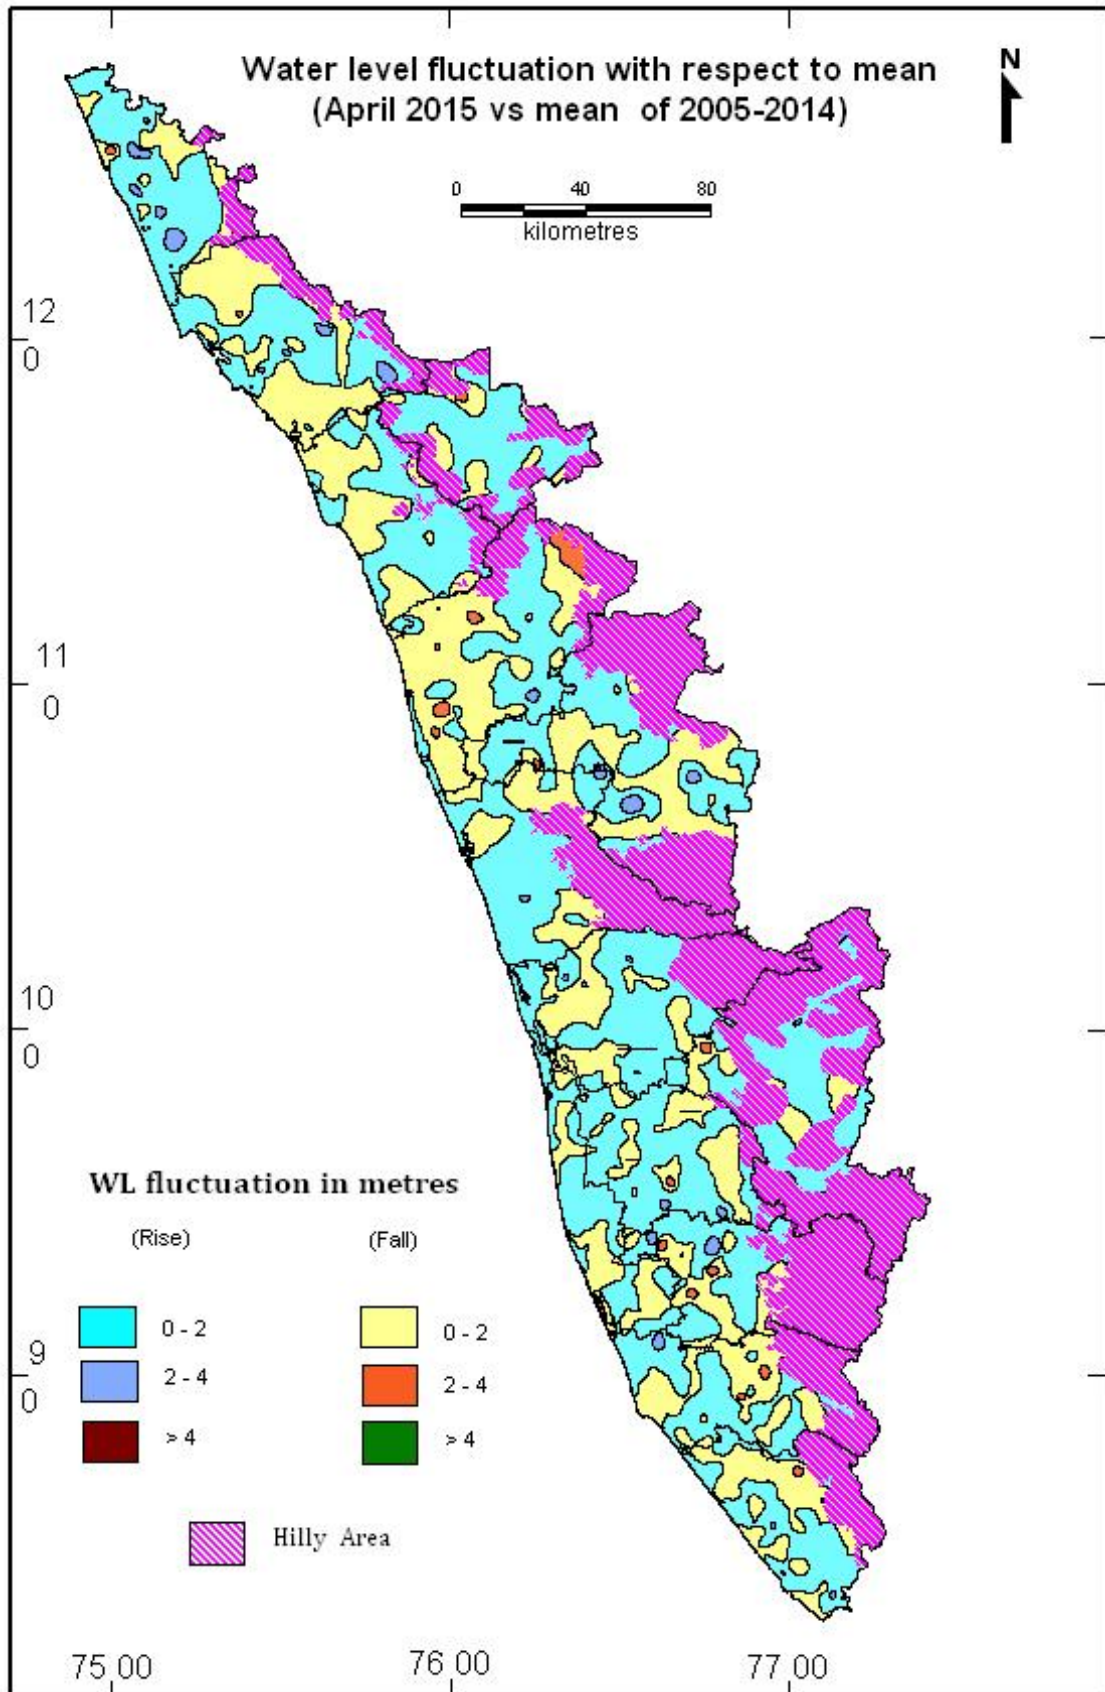 Water level fluctuation with respect to mean
(April 2015 vs mean of 2005-2014)
N
0 40 80
kilometres
12
0
11
0
10
0
9
0
WL fluctuation in metres
(Rise) (Fall)
0 - 2 0 - 2
2 - 4 2 - 4
> 4 > 4
Hilly Area
75 00 76 00 77 00